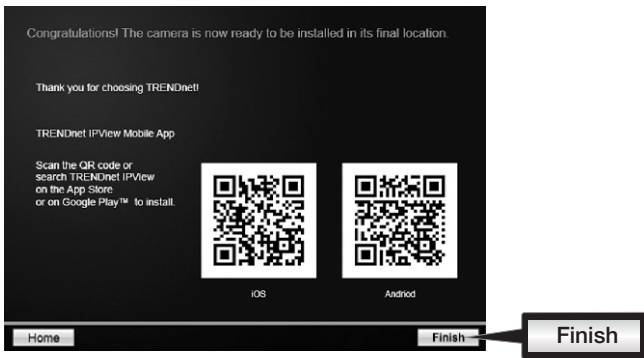 Congratulations! The camera is now ready to be installed in its final location.
Thank you for choosing TRENDnet!
TRENDnet IPView Mobile App
Scan the QR code or
search TRENDnet IPView
on the App Store
or on Google Play™ to install.
iOS
Andriod
Home
Finish
Finish